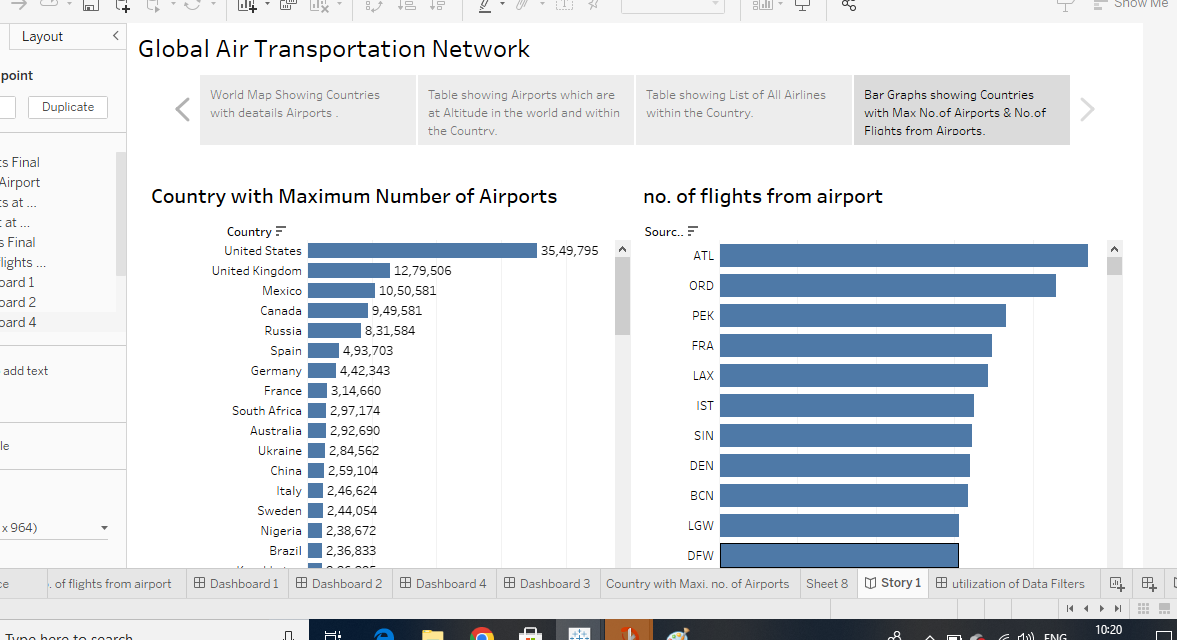 Show Me
Layout
Global Air Transportation Network
point
Duplicate
World Map Showing Countries
with deatails Airports .
Table showing Airports which are
at Altitude in the world and within
the Country.
Table showing List of All Airlines
within the Country.
Bar Graphs showing Countries
with Max No.of Airports & No.of
Flights from Airports.
ts Final
Airport
ts at ...
t at ...
s Final
lights ...
oard 1
oard 2
oard 4
add text
le
x 964)
Country with Maximum Number of Airports
Country
United States 35,49,795
United Kingdom 12,79,506
Mexico 10,50,581
Canada 9,49,581
Russia 8,31,584
Spain 4,93,703
Germany 4,42,343
France 3,14,660
South Africa 2,97,174
Australia 2,92,690
Ukraine 2,84,562
China 2,59,104
Italy 2,46,624
Sweden 2,44,054
Nigeria 2,38,672
Brazil 2,36,833
no. of flights from airport
Sourc..
ATL
ORD
PEK
FRA
LAX
IST
SIN
DEN
BCN
LGW
DFW
ce
. of flights from airport
Dashboard 1
Dashboard 2
Dashboard 4
Dashboard 3
Country with Maxi. no. of Airports
Sheet 8
Story 1
utilization of Data Filters
Type here to search
ENG
10:20